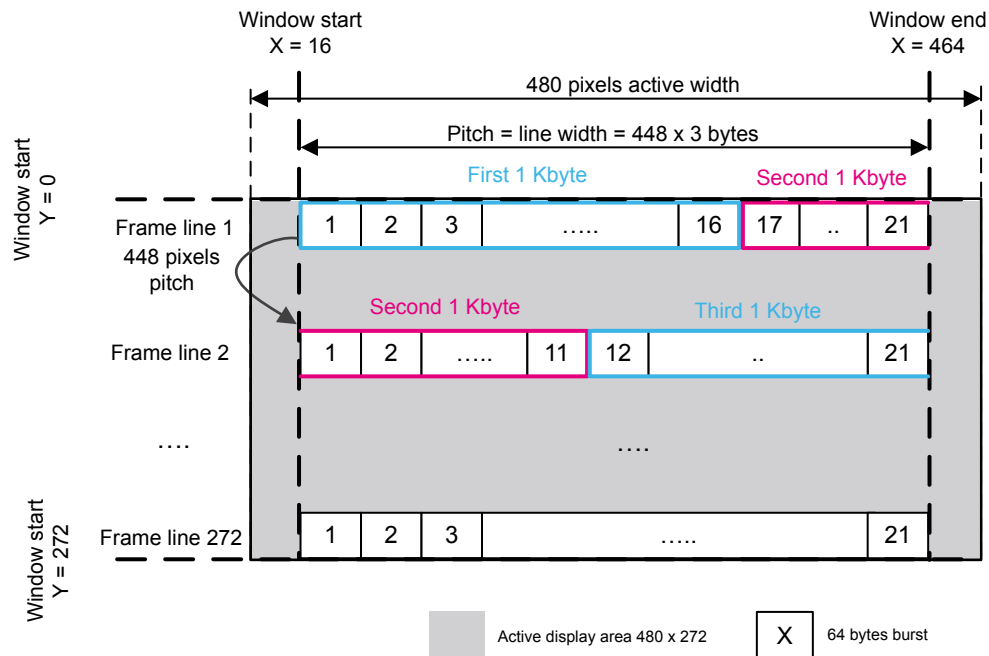 Window start
X = 16
Window end
X = 464
480 pixels active width
Pitch = line width = 448 x 3 bytes
Window start
Y = 0
First 1 Kbyte
Second 1 Kbyte
Frame line 1
448 pixels
pitch
1 2 3 ..... 16 17 .. 21
Second 1 Kbyte
Third 1 Kbyte
Frame line 2
1 2 ..... 11 12 .. 21
.... ....
Window start
Y = 272
Frame line 272
1 2 3 ..... 21
Active display area 480 x 272
X
64 bytes burst